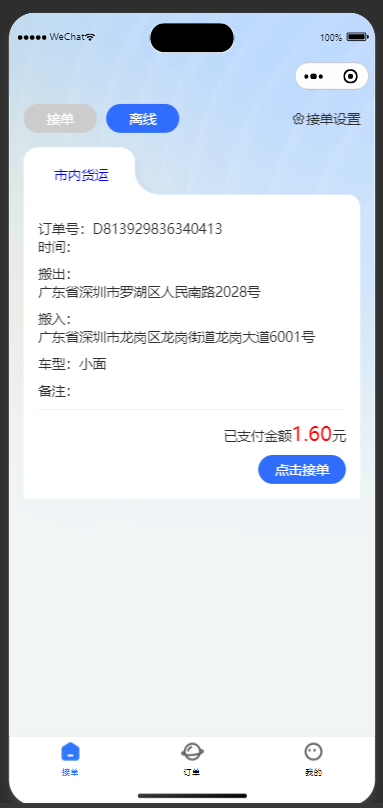 WeChat
100%
接单
离线
接单设置
市内货运
订单号：D813929836340413
时间：
搬出：
广东省深圳市罗湖区人民南路2028号
搬入：
广东省深圳市龙岗区龙岗街道龙岗大道6001号
车型：小面
备注：
已支付金额1.60元
点击接单
接单
订单
我的